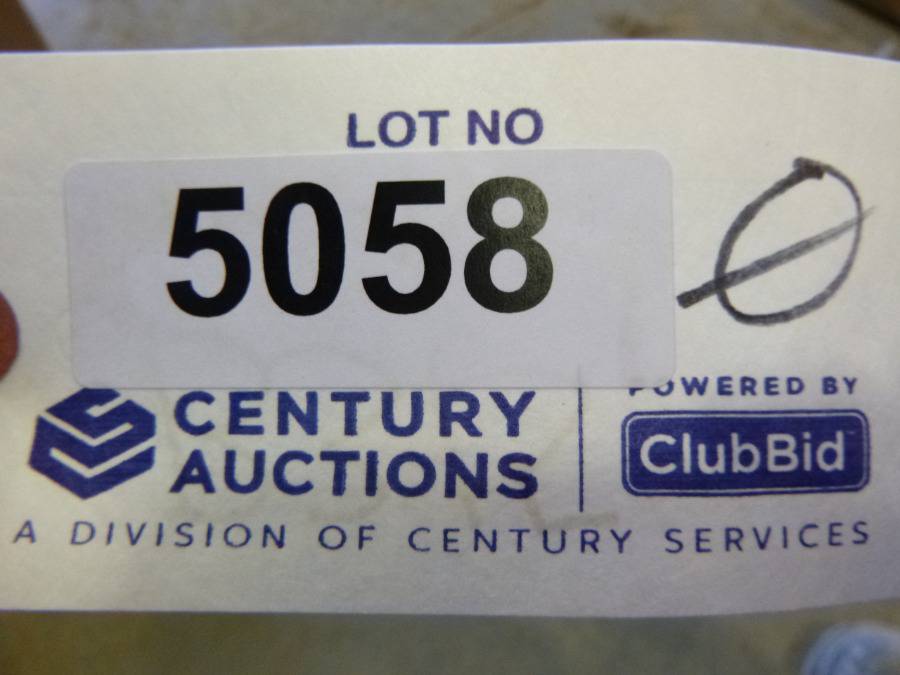 LOT NO
5058 Ø
CENTURY
AUCTIONS
POWERED BY
ClubBid
A DIVISION OF CENTURY SERVICES